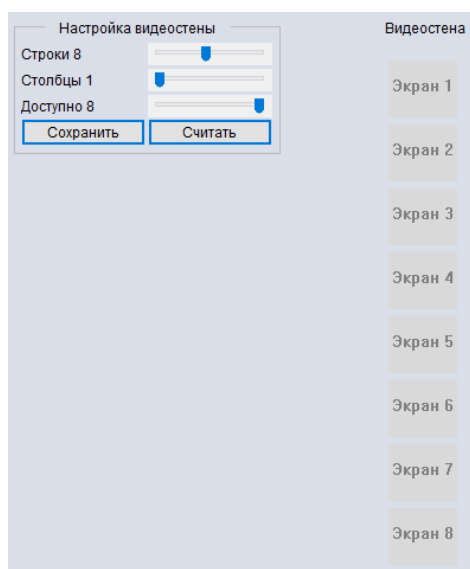 Настройка видеостены
Видеостена
Строки 8
Столбцы 1
Доступно 8
Сохранить
Считать
Экран 1
Экран 2
Экран 3
Экран 4
Экран 5
Экран 6
Экран 7
Экран 8